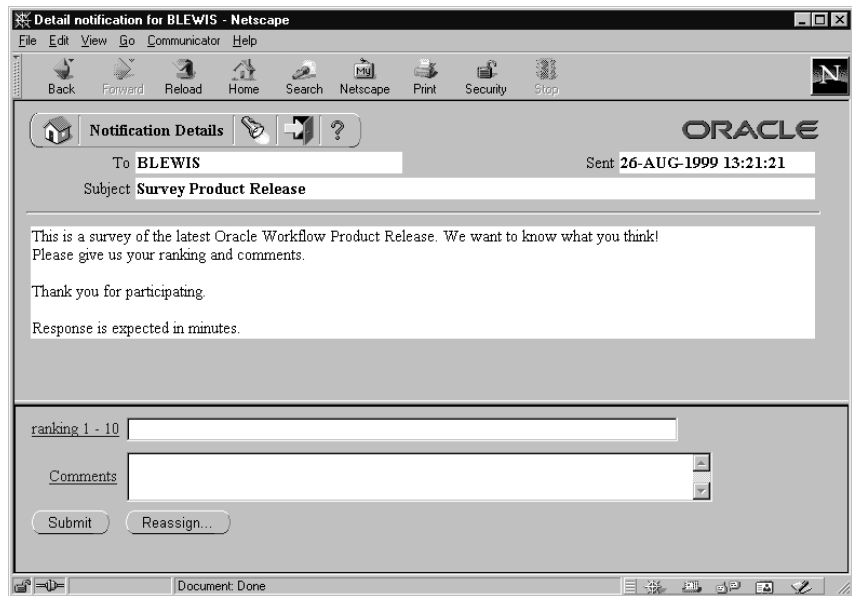 Detail notification for BLEWIS - Netscape
File Edit View Go Communicator Help
Back Forward Reload Home Search Netscape Print Security Stop
My
N
Notification Details ? ORACLE
To BLEWIS Sent 26-AUG-1999 13:21:21
Subject Survey Product Release
This is a survey of the latest Oracle Workflow Product Release. We want to know what you think!
Please give us your ranking and comments.
Thank you for participating.
Response is expected in minutes.
ranking 1 - 10
Comments
Submit Reassign...
Document: Done